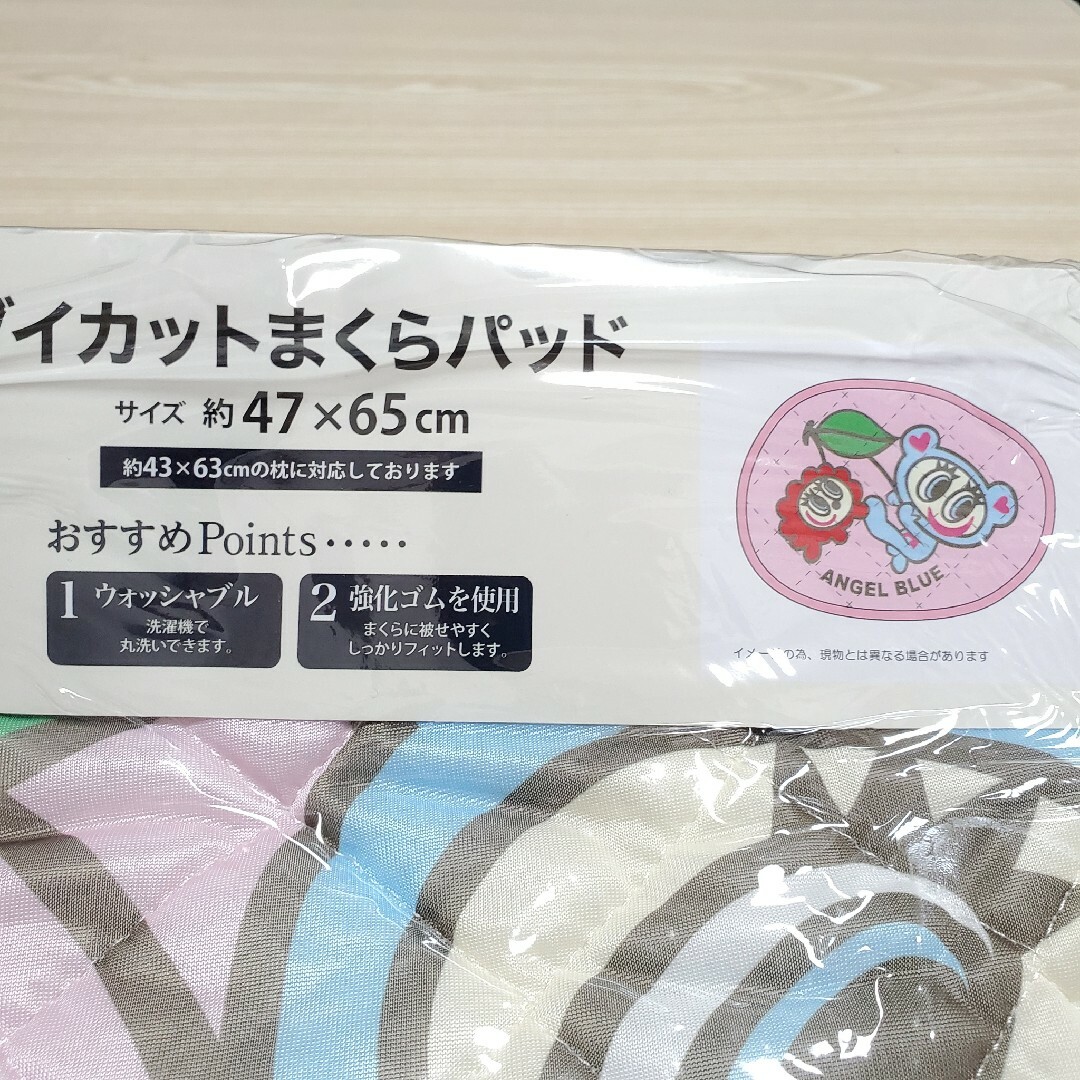 ダイカットまくらパッド
サイズ 約47×65cm
約43×63cmの枕に対応しております
おすすめPoints・・・・・
1 ウォッシャブル
洗濯機で
丸洗いできます。
2 強化ゴムを使用
まくらに被せやすく
しっかりフィットします。
ANGEL BLUE
イメージの為、現物とは異なる場合があります